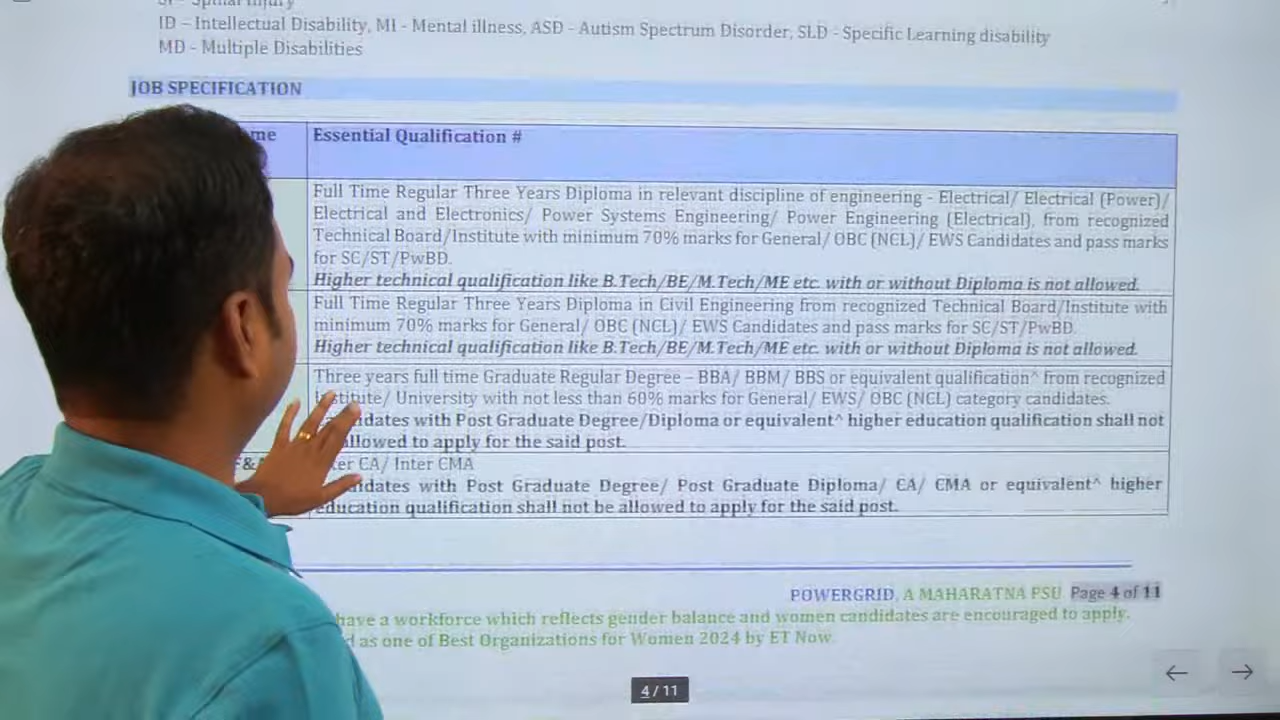 ID – Intellectual Disability, MI - Mental illness, ASD - Autism Spectrum Disorder, SLD - Specific Learning disability
MD - Multiple Disabilities
JOB SPECIFICATION
Essential Qualification #
Full Time Regular Three Years Diploma in relevant discipline of engineering - Electrical/ Electrical (Power)/
Electrical and Electronics/ Power Systems Engineering/ Power Engineering (Electrical), from recognized
Technical Board/Institute with minimum 70% marks for General/ OBC (NCL)/ EWS Candidates and pass marks
for SC/ST/PwBD.
Higher technical qualification like B.Tech/BE/M.Tech/ME etc. with or without Diploma is not allowed.
Full Time Regular Three Years Diploma in Civil Engineering from recognized Technical Board/Institute with
minimum 70% marks for General/ OBC (NCL)/ EWS Candidates and pass marks for SC/ST/PwBD.
Higher technical qualification like B.Tech/BE/M.Tech/ME etc. with or without Diploma is not allowed.
Three years full time Graduate Regular Degree – BBA/ BBM/ BBS or equivalent qualification^ from recognized
University with not less than 60% marks for General/ EWS/ OBC (NCL) category candidates.
with Post Graduate Degree/Diploma or equivalent^ higher education qualification shall not
to apply for the said post.
CA/ Inter CMA
with Post Graduate Degree/ Post Graduate Diploma/ CA/ CMA or equivalent^ higher
education qualification shall not be allowed to apply for the said post.
POWERGRID, A MAHARATNA PSU Page 4 of 11
have a workforce which reflects gender balance and women candidates are encouraged to apply.
as one of Best Organizations for Women 2024 by ET Now
4 / 11